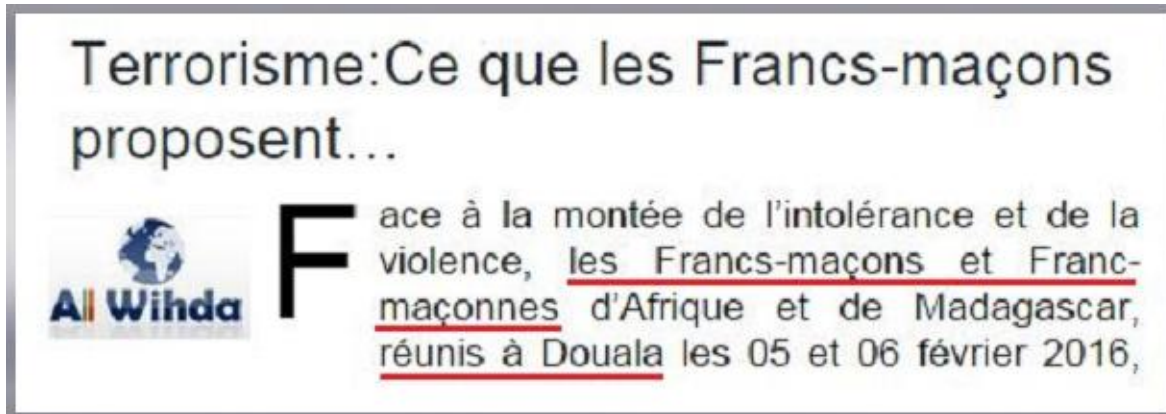 Terrorisme:Ce que les Francs-maçons
proposent...
Al Wihda
Face à la montée de l'intolérance et de la
violence, les Francs-maçons et Franc-
maçonnes d'Afrique et de Madagascar,
réunis à Douala les 05 et 06 février 2016,